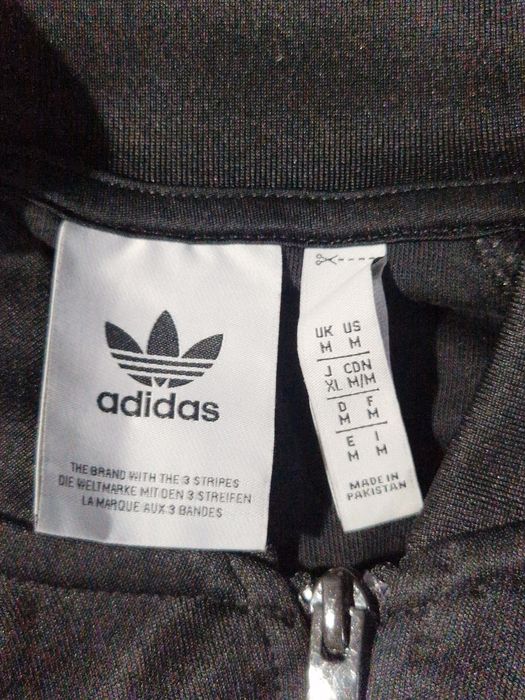 adidas
THE BRAND WITH THE 3 STRIPES
DIE WELTMARKE MIT DEN 3 STREIFEN
LA MARQUE AUX 3 BANDES
UK US
M M
J CDN
XL M/M
D F
M M
E I
M M
MADE IN
PAKISTAN